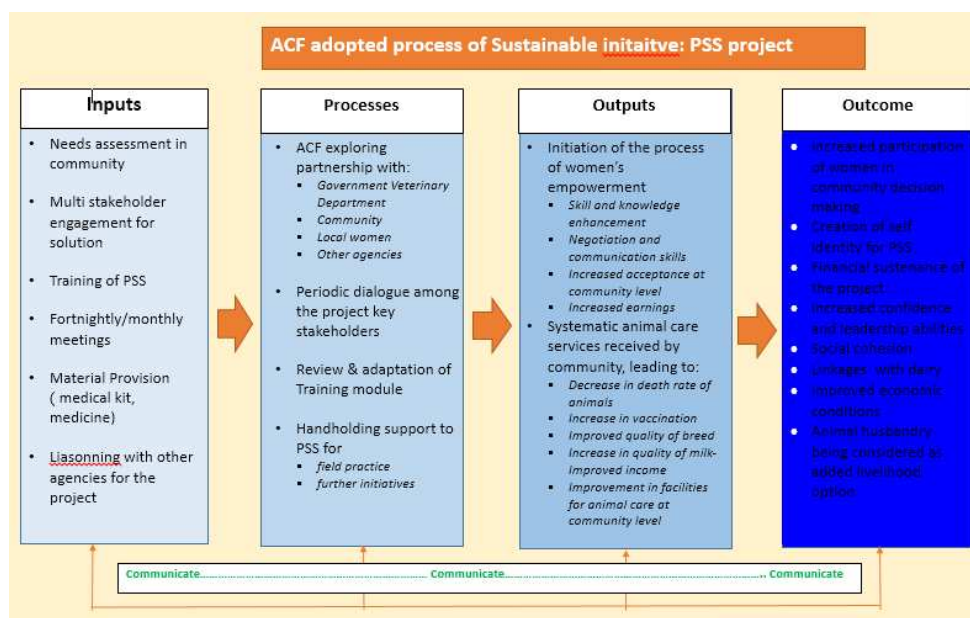 ACF adopted process of Sustainable initaitve: PSS project
Inputs
Needs assessment in
community
Multi stakeholder
engagement for
solution
Training of PSS
Fortnightly/monthly
meetings
Material Provision
( medical kit,
medicine)
Liasonning with other
agencies for the
project
Processes
ACF exploring
partnership with:
Government Veterinary
Department
Community
Local women
Other agencies
Periodic dialogue among
the project key
stakeholders
Review & adaptation of
Training module
Handholding support to
PSS for
field practice
further initiatives
Outputs
Initiation of the process
of women's
empowerment
Skill and knowledge
enhancement
Negotiation and
communication skills
Increased acceptance at
community level
Increased earnings
Systematic animal care
services received by
community, leading to:
Decrease in death rate of
animals
Increase in vaccination
Improved quality of breed
Increase in quality of milk-
Improved income
Improvement in facilities
for animal care at
community level
Outcome
Increased participation
of women in
community decision
making
Creation of self
identity for PSS
Financial sustenance of
the project
Increased confidence
and leadership abilities
Social cohesion
Linkages with dairy
Improved economic
conditions
Animal husbandry
being considered as
added livelihood
option
Communicate.................................................... Communicate........................................................... Communicate